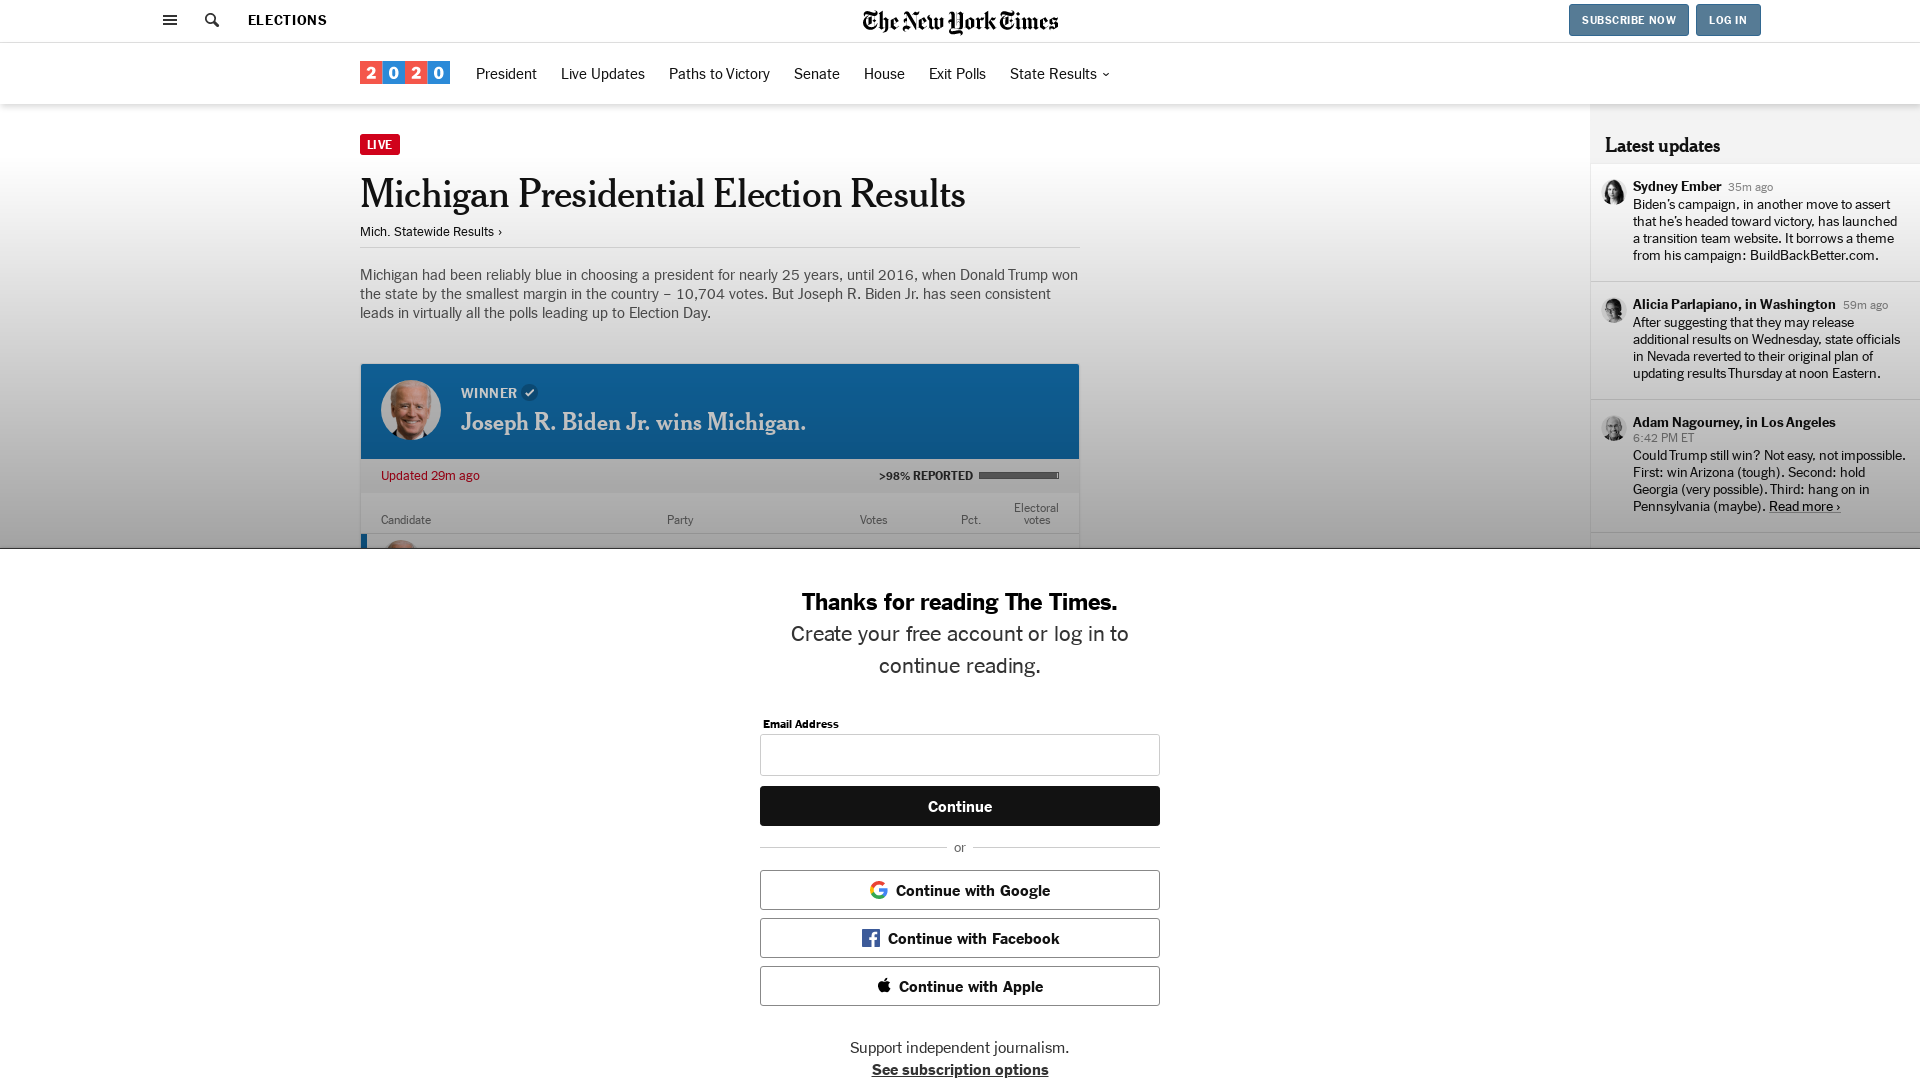 ELECTIONS
The New York Times
SUBSCRIBE NOW
LOG IN
2020
President
Live Updates
Paths to Victory
Senate
House
Exit Polls
State Results
LIVE
Michigan Presidential Election Results
Mich. Statewide Results ›
Michigan had been reliably blue in choosing a president for nearly 25 years, until 2016, when Donald Trump won
the state by the smallest margin in the country – 10,704 votes. But Joseph R. Biden Jr. has seen consistent
leads in virtually all the polls leading up to Election Day.
WINNER
Joseph R. Biden Jr. wins Michigan.
Updated 29m ago
>98% REPORTED
Candidate
Party
Votes
Pct.
Electoral
votes
Latest updates
Sydney Ember 35m ago
Biden’s campaign, in another move to assert
that he’s headed toward victory, has launched
a transition team website. It borrows a theme
from his campaign: BuildBackBetter.com.
Alicia Parlapiano, in Washington 59m ago
After suggesting that they may release
additional results on Wednesday, state officials
in Nevada reverted to their original plan of
updating results Thursday at noon Eastern.
Adam Nagourney, in Los Angeles
6:42 PM ET
Could Trump still win? Not easy, not impossible.
First: win Arizona (tough). Second: hold
Georgia (very possible). Third: hang on in
Pennsylvania (maybe). Read more ›
Thanks for reading The Times.
Create your free account or log in to
continue reading.
Email Address
Continue
or
Continue with Google
Continue with Facebook
Continue with Apple
Support independent journalism.
See subscription options